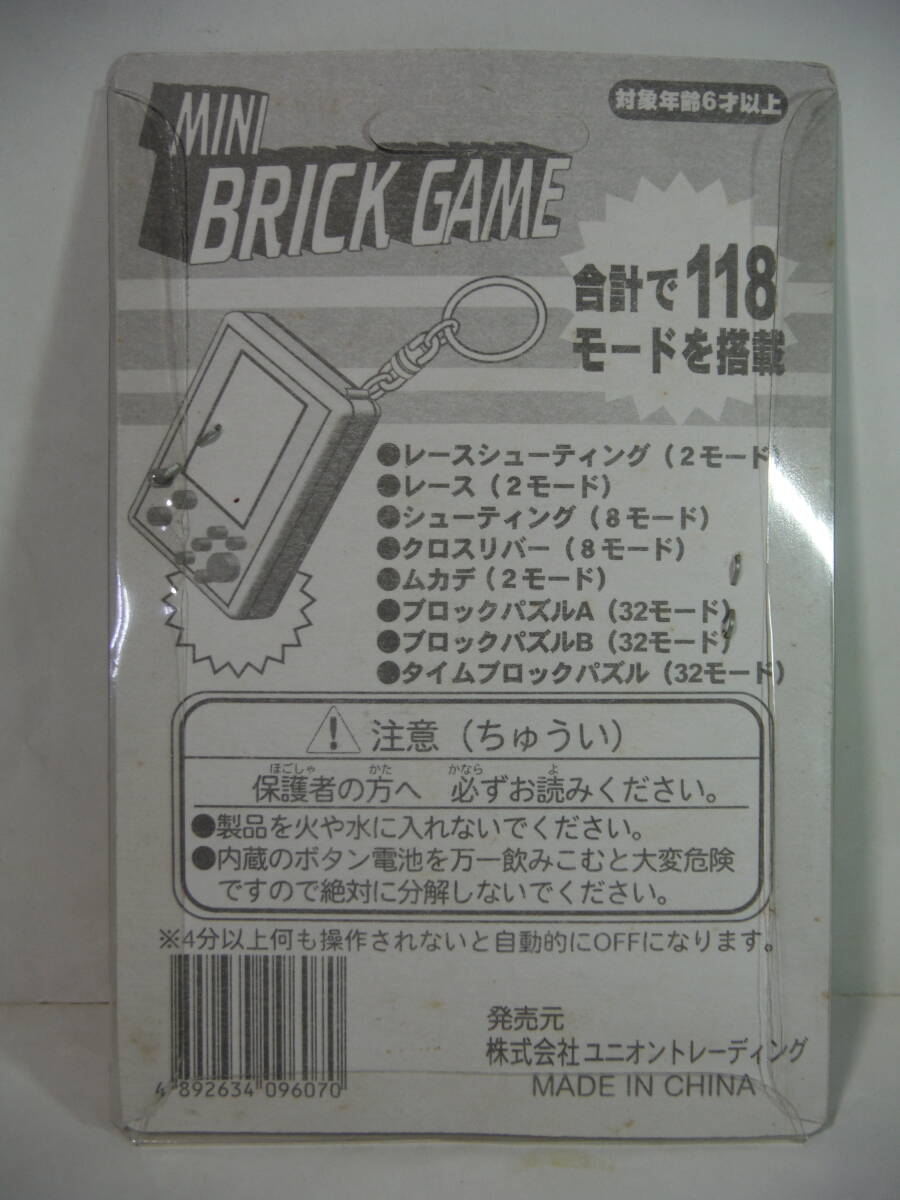 MINI
BRICK GAME
対象年齢6才以上
合計で118
モードを搭載
●レースシューティング（2モード）
●レース（2モード）
●シューティング（8モード）
●クロスリバー（8モード）
●ムカデ（2モード）
●ブロックパズルA（32モード）
●ブロックパズルB（32モード）
●タイムブロックパズル（32モード）
注意（ちゅうい）
ほごしゃ かた かなら よ
保護者の方へ 必ずお読みください。
●製品を火や水に入れないでください。
●内蔵のボタン電池を万一飲みこむと大変危険
ですので絶対に分解しないでください。
※4分以上何も操作されないと自動的にOFFになります。
発売元
株式会社ユニオントレーディング
MADE IN CHINA
4 892634 096070